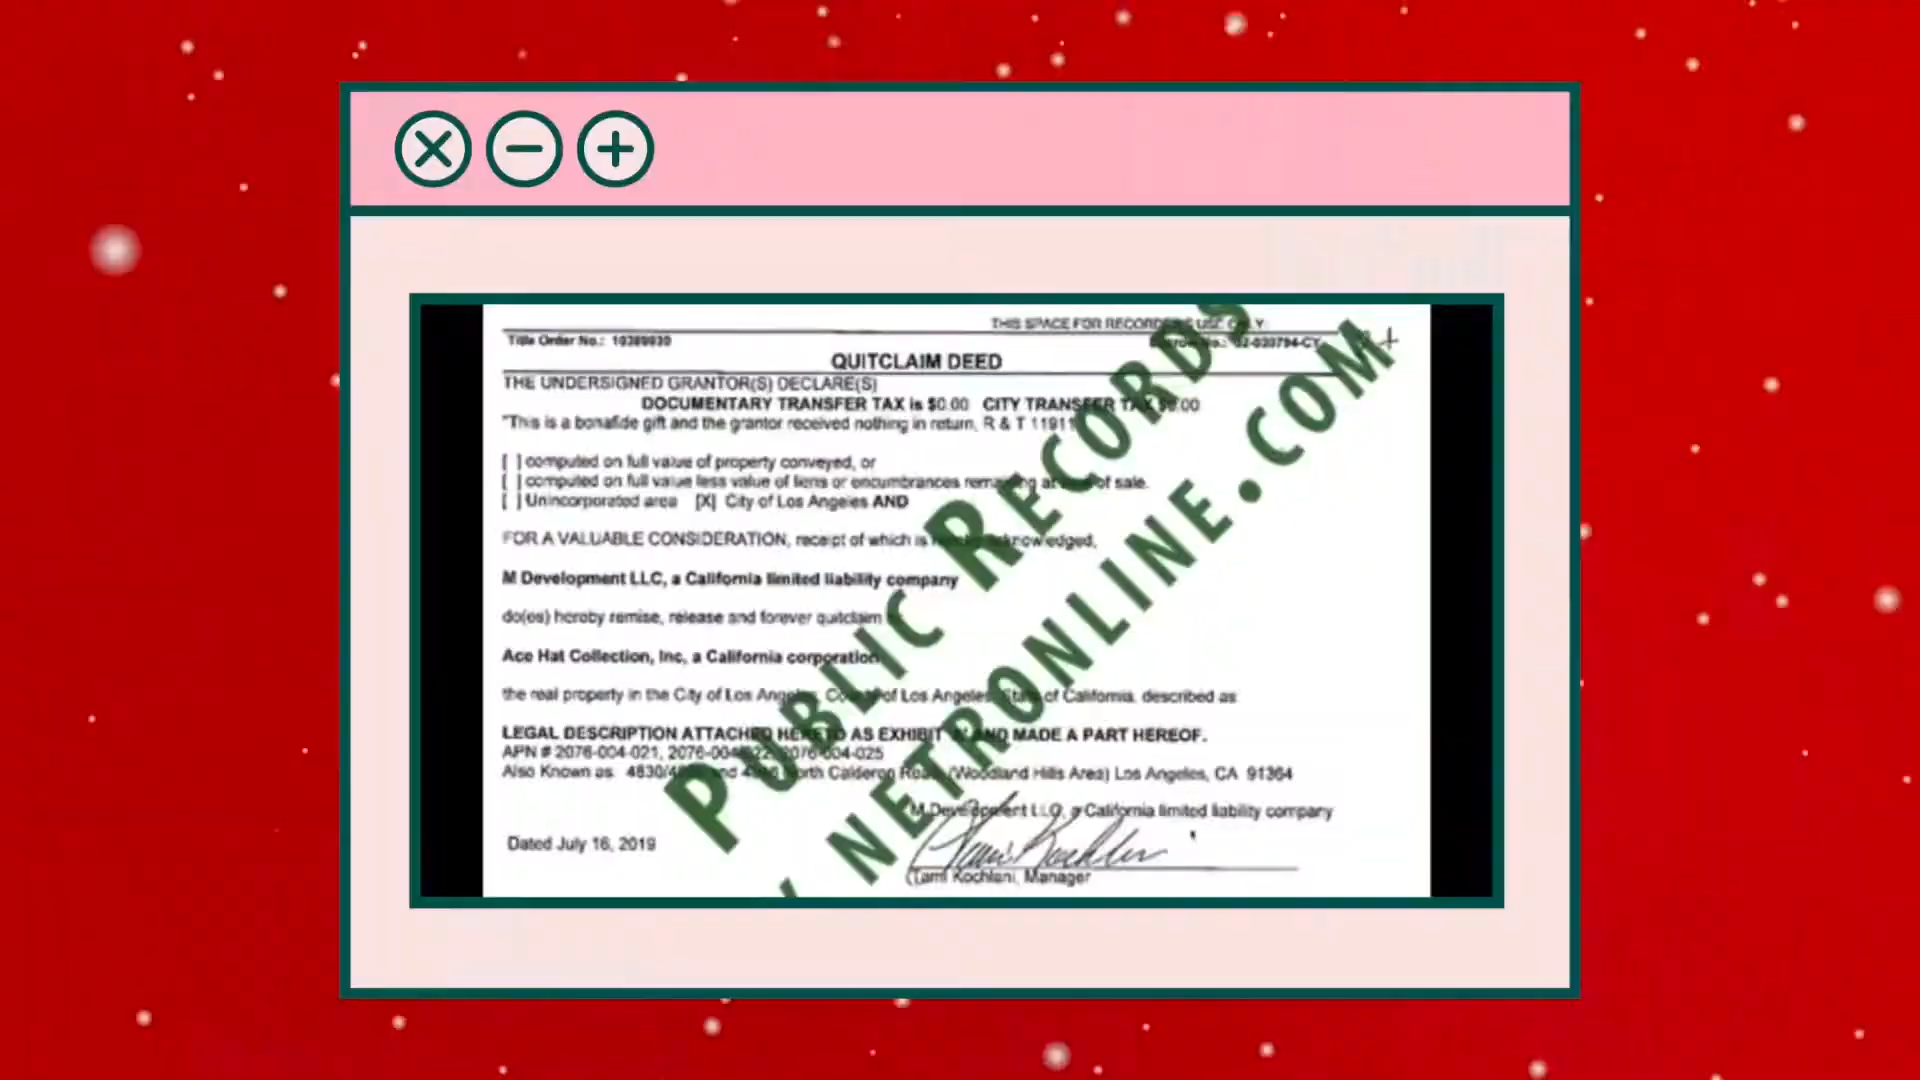 THIS SPACE FOR RECORDER'S USE ONLY:
Title Order No.: 10389839
QUITCLAIM DEED
THE UNDERSIGNED GRANTOR(S) DECLARE(S)
DOCUMENTARY TRANSFER TAX is $0.00 CITY TRANSFER TAX $0.00
"This is a bonafide gift and the grantor received nothing in return, R & T 11911
[ ] computed on full value of property conveyed, or
[ ] computed on full value less value of liens or encumbrances remaining at time of sale.
[ ] Unincorporated area [X] City of Los Angeles AND
FOR A VALUABLE CONSIDERATION, receipt of which is hereby acknowledged,
M Development LLC, a California limited liability company
do(es) hereby remise, release and forever quitclaim
Ace Hat Collection, Inc, a California corporation
the real property in the City of Los Angeles, County of Los Angeles, State of California, described as
LEGAL DESCRIPTION ATTACHED HERETO AS EXHIBIT "A" AND MADE A PART HEREOF.
APN # 2076-004-021, 2076-004-022, 2076-004-025
Also Known as and North Calderon Road (Woodland Hills Area) Los Angeles, CA 91364
M Development LLC, a California limited liability company
Dated July 16, 2019
Tami Kochlani, Manager
PUBLIC RECORDS
NETRONLINE.COM